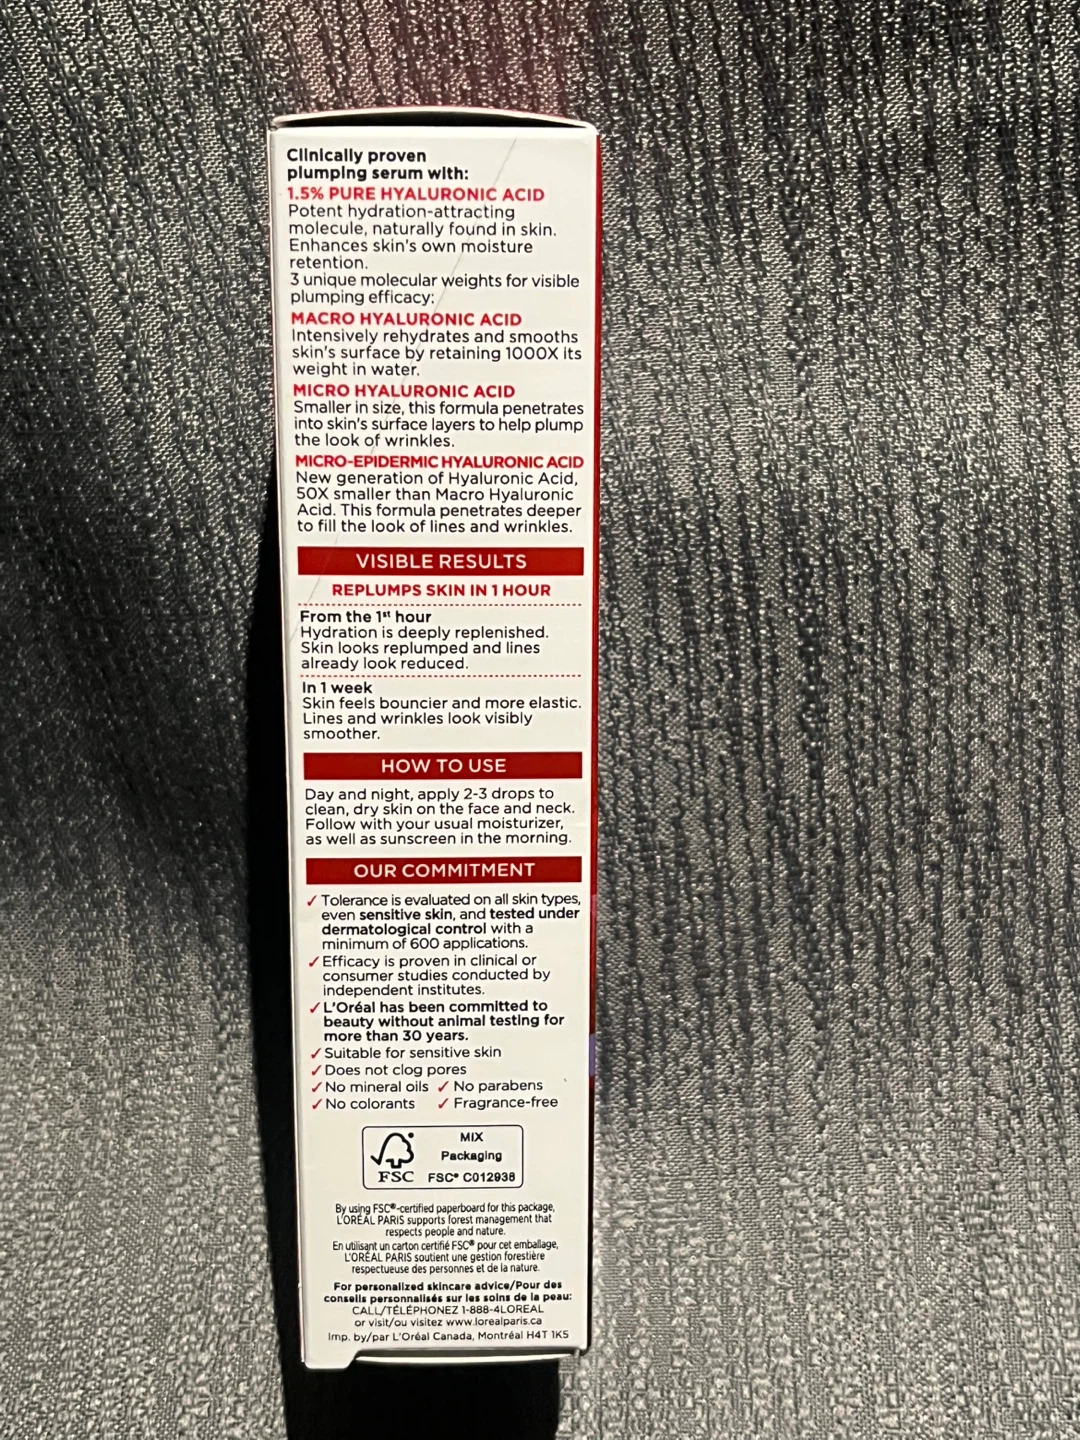 Clinically proven
plumping serum with:
1.5% PURE HYALURONIC ACID
Potent hydration-attracting
molecule, naturally found in skin.
Enhances skin's own moisture
retention.
3 unique molecular weights for visible
plumping efficacy:
MACRO HYALURONIC ACID
Intensively rehydrates and smooths
skin's surface by retaining 1000X its
weight in water.
MICRO HYALURONIC ACID
Smaller in size, this formula penetrates
into skin's surface layers to help plump
the look of wrinkles.
MICRO-EPIDERMIC HYALURONIC ACID
New generation of Hyaluronic Acid,
50X smaller than Macro Hyaluronic
Acid. This formula penetrates deeper
to fill the look of lines and wrinkles.
VISIBLE RESULTS
REPLUMPS SKIN IN 1 HOUR
From the 1st hour
Hydration is deeply replenished.
Skin looks replumped and lines
already look reduced.
In 1 week
Skin feels bouncier and more elastic.
Lines and wrinkles look visibly
smoother.
HOW TO USE
Day and night, apply 2-3 drops to
clean, dry skin on the face and neck.
Follow with your usual moisturizer,
as well as sunscreen in the morning.
OUR COMMITMENT
✓ Tolerance is evaluated on all skin types,
even sensitive skin, and tested under
dermatological control with a
minimum of 600 applications.
✓ Efficacy is proven in clinical or
consumer studies conducted by
independent institutes.
✓ L'Oréal has been committed to
beauty without animal testing for
more than 30 years.
✓ Suitable for sensitive skin
✓ Does not clog pores
✓ No mineral oils ✓ No parabens
✓ No colorants ✓ Fragrance-free
MIX
Packaging
FSC FSC® C012938
By using FSC®-certified paperboard for this package,
L'ORÉAL PARIS supports forest management that
respects people and nature.
En utilisant un carton certifié FSC® pour cet emballage,
L'ORÉAL PARIS soutient une gestion forestière
respectueuse des personnes et de la nature.
For personalized skincare advice/Pour des
conseils personnalisés sur les soins de la peau:
CALL/TÉLÉPHONEZ 1-888-4LOREAL
or visit/ou visitez www.lorealparis.ca
Imp. by/par L'Oréal Canada, Montréal H4T 1K5